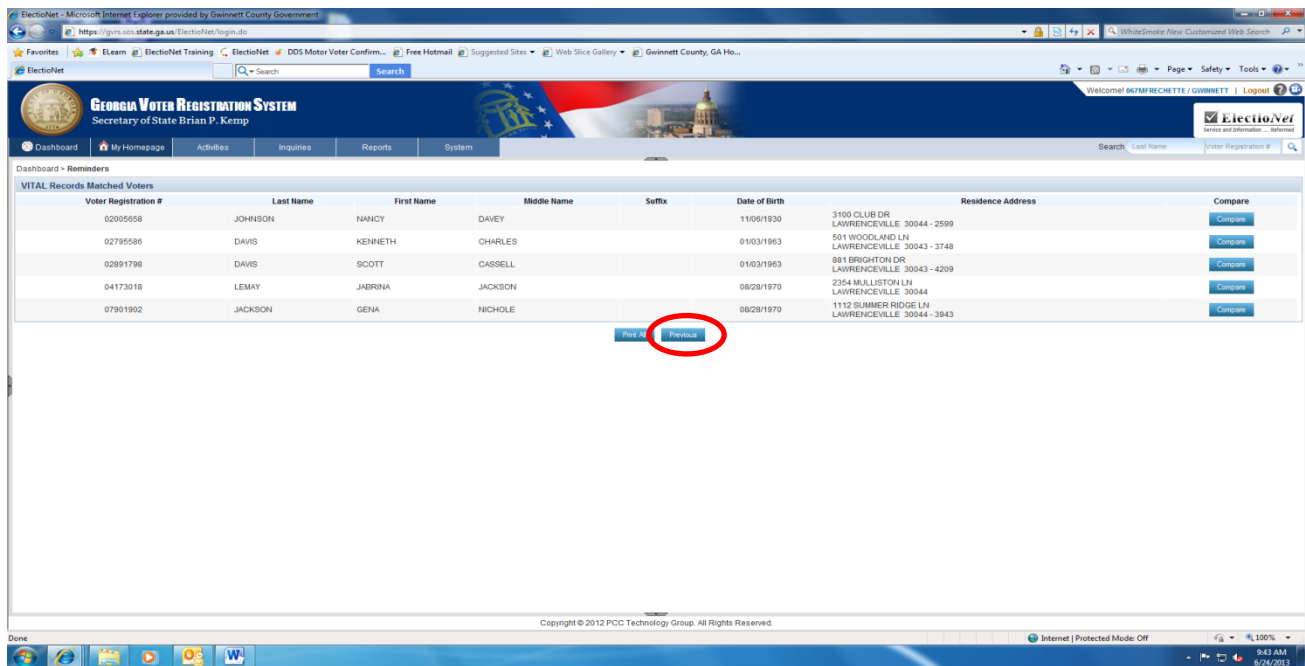 ElectioNet - Microsoft Internet Explorer provided by Gwinnett County Government
https://gvrs.sos.state.ga.us/ElectioNet/login.do
WhiteSmoke New Customized Web Search
Favorites ELearn ElectioNet Training ElectioNet DDS Motor Voter Confirm... Free Hotmail Suggested Sites Web Slice Gallery Gwinnett County, GA Ho...
ElectioNet Search Search Page Safety Tools
Welcome! 067MFRECHETTE / GWINNETT | Logout
GEORGIA VOTER REGISTRATION SYSTEM
Secretary of State Brian P. Kemp
ElectioNet
Service and Information .... Reformed
Dashboard My Homepage Activities Inquiries Reports System Search Last Name Voter Registration #
Dashboard > Reminders
VITAL Records Matched Voters
Voter Registration # Last Name First Name Middle Name Suffix Date of Birth Residence Address Compare
02005658 JOHNSON NANCY DAVEY 11/06/1930 3100 CLUB DR Compare
LAWRENCEVILLE 30044 - 2599
02795586 DAVIS KENNETH CHARLES 01/03/1963 501 WOODLAND LN Compare
LAWRENCEVILLE 30043 - 3748
02891798 DAVIS SCOTT CASSELL 01/03/1963 881 BRIGHTON DR Compare
LAWRENCEVILLE 30043 - 4209
04173018 LEMAY JABRINA JACKSON 08/28/1970 2354 MULLISTON LN Compare
LAWRENCEVILLE 30044
07901902 JACKSON GENA NICHOLE 08/28/1970 1112 SUMMER RIDGE LN Compare
LAWRENCEVILLE 30044 - 3943
Print All Previous
Copyright © 2012 PCC Technology Group. All Rights Reserved.
Done Internet | Protected Mode: Off 100%
9:43 AM
6/24/2013